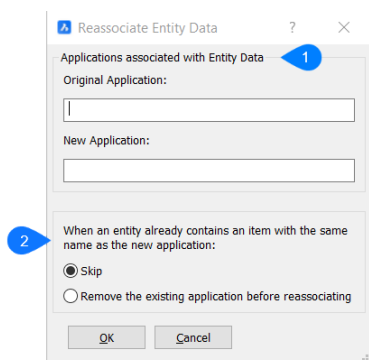 Reassociate Entity Data ? ×
Applications associated with Entity Data 1
Original Application:
New Application:
2
When an entity already contains an item with the same
name as the new application:
Skip
Remove the existing application before reassociating
OK Cancel